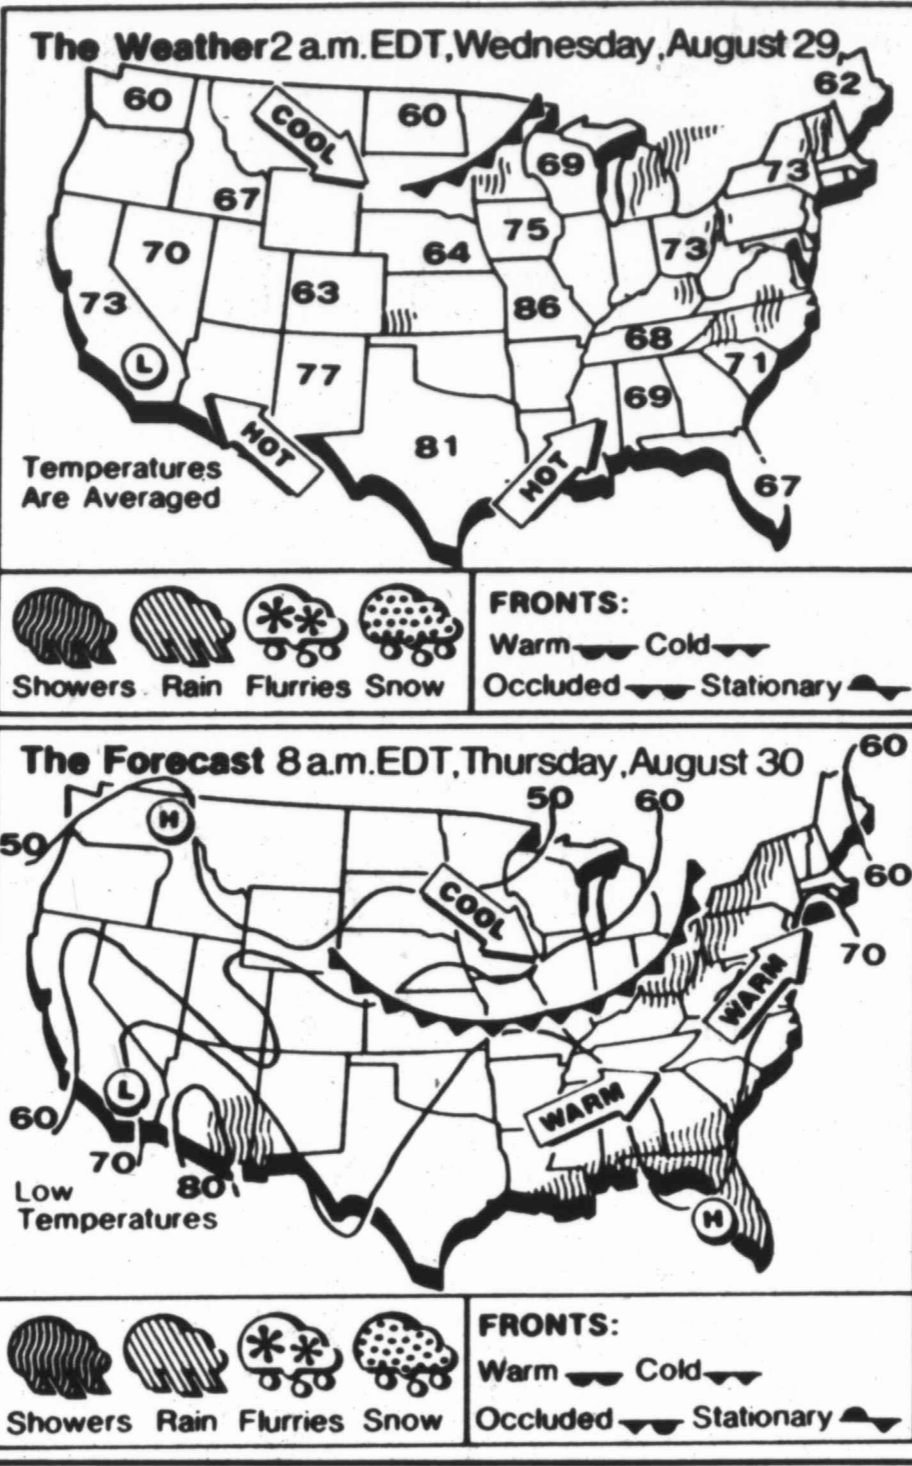 The Weather 2 a.m. EDT, Wednesday, August 29
62
60
COOL
60
69
73
67
75
70
64
73
63
73
86
68
L
77
71
69
HOT
81
HOT
67
Temperatures
Are Averaged
Showers Rain Flurries Snow
FRONTS:
Warm Cold
Occluded Stationary
The Forecast 8 a.m. EDT, Thursday, August 30
60
50 60
H
50
COOL
60
70
WARM
L
WARM
60
70
80
Low
Temperatures
H
Showers Rain Flurries Snow
FRONTS:
Warm Cold
Occluded Stationary